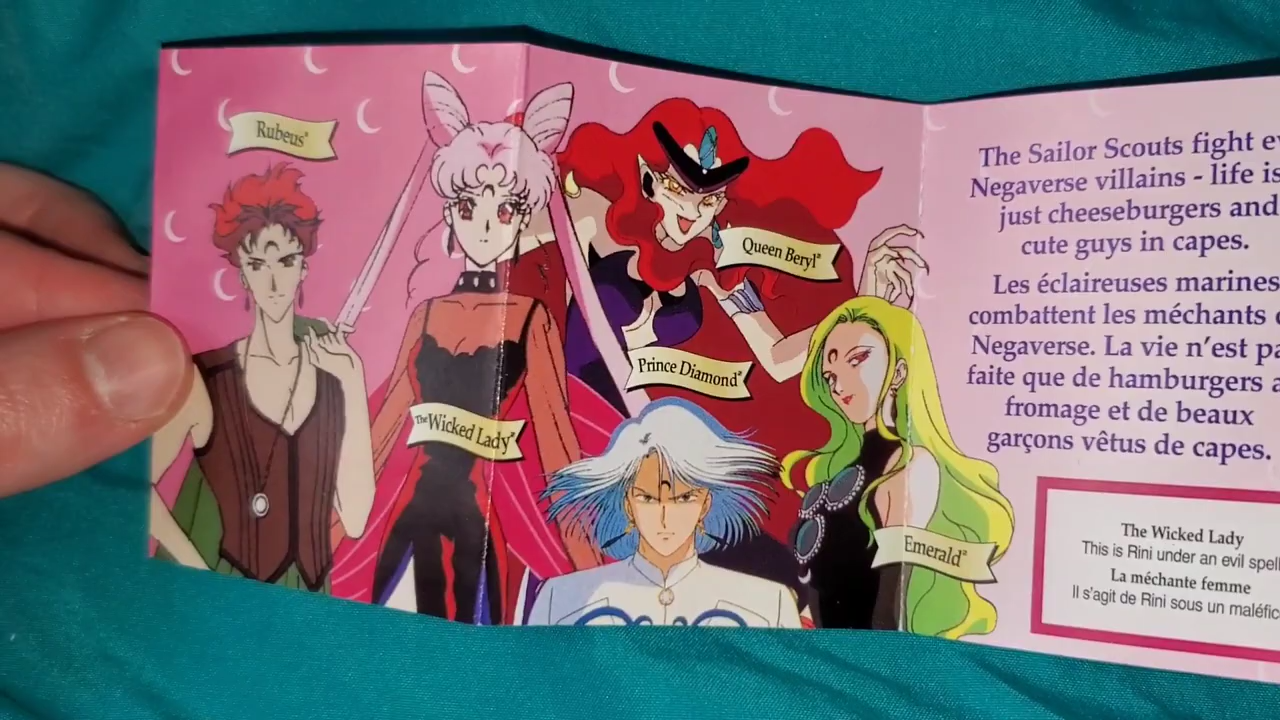 Rubeus
The Wicked Lady
Queen Beryl
Prince Diamond
Emerald
The Sailor Scouts fight
Negaverse villains - life is
just cheeseburgers and
cute guys in capes.
Les éclaireuses marines
combattent les méchants
Negaverse. La vie n'est
faite que de hamburgers
fromage et de beaux
garçons vêtus de capes.
The Wicked Lady
This is Rini under an evil spell
La méchante femme
Il s'agit de Rini sous un